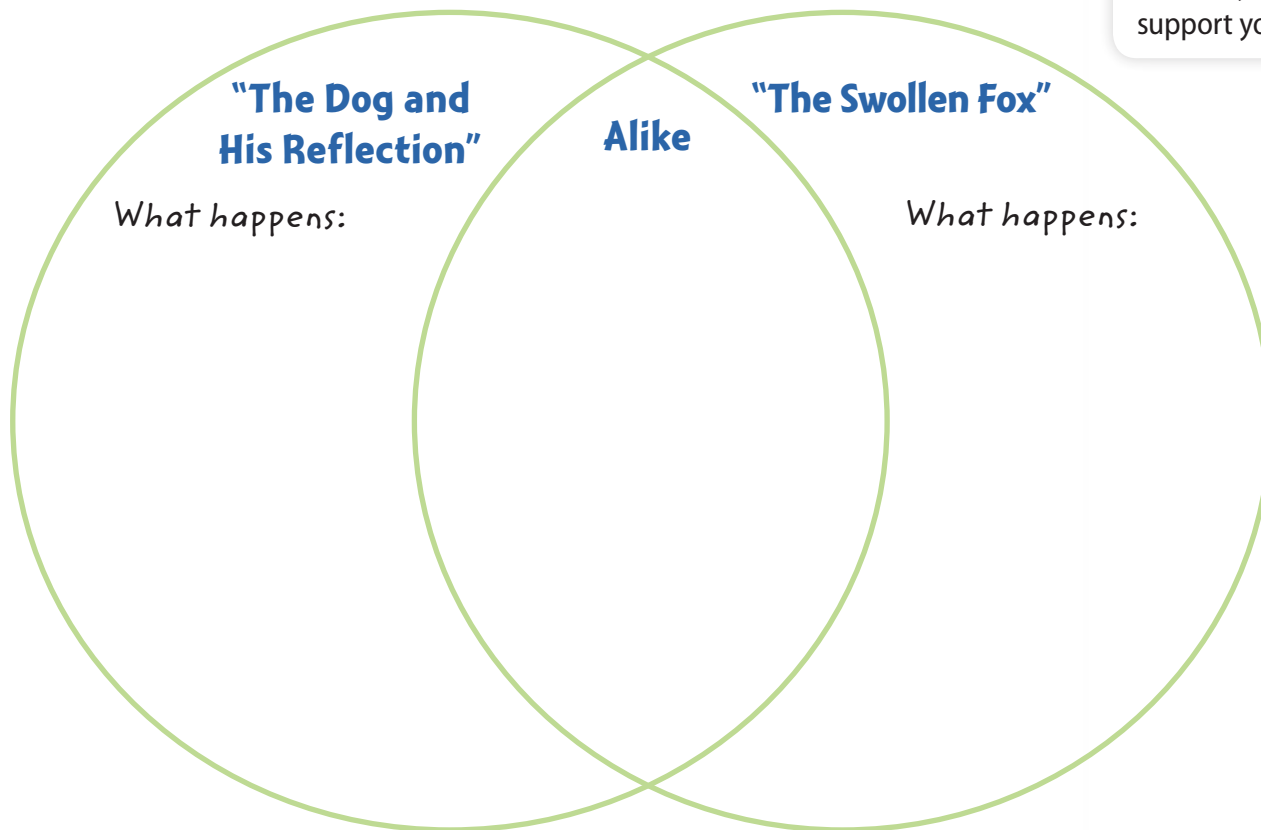 support yo
"The Dog and
His Reflection"
Alike
"The Swollen Fox"
What happens:
What happens: